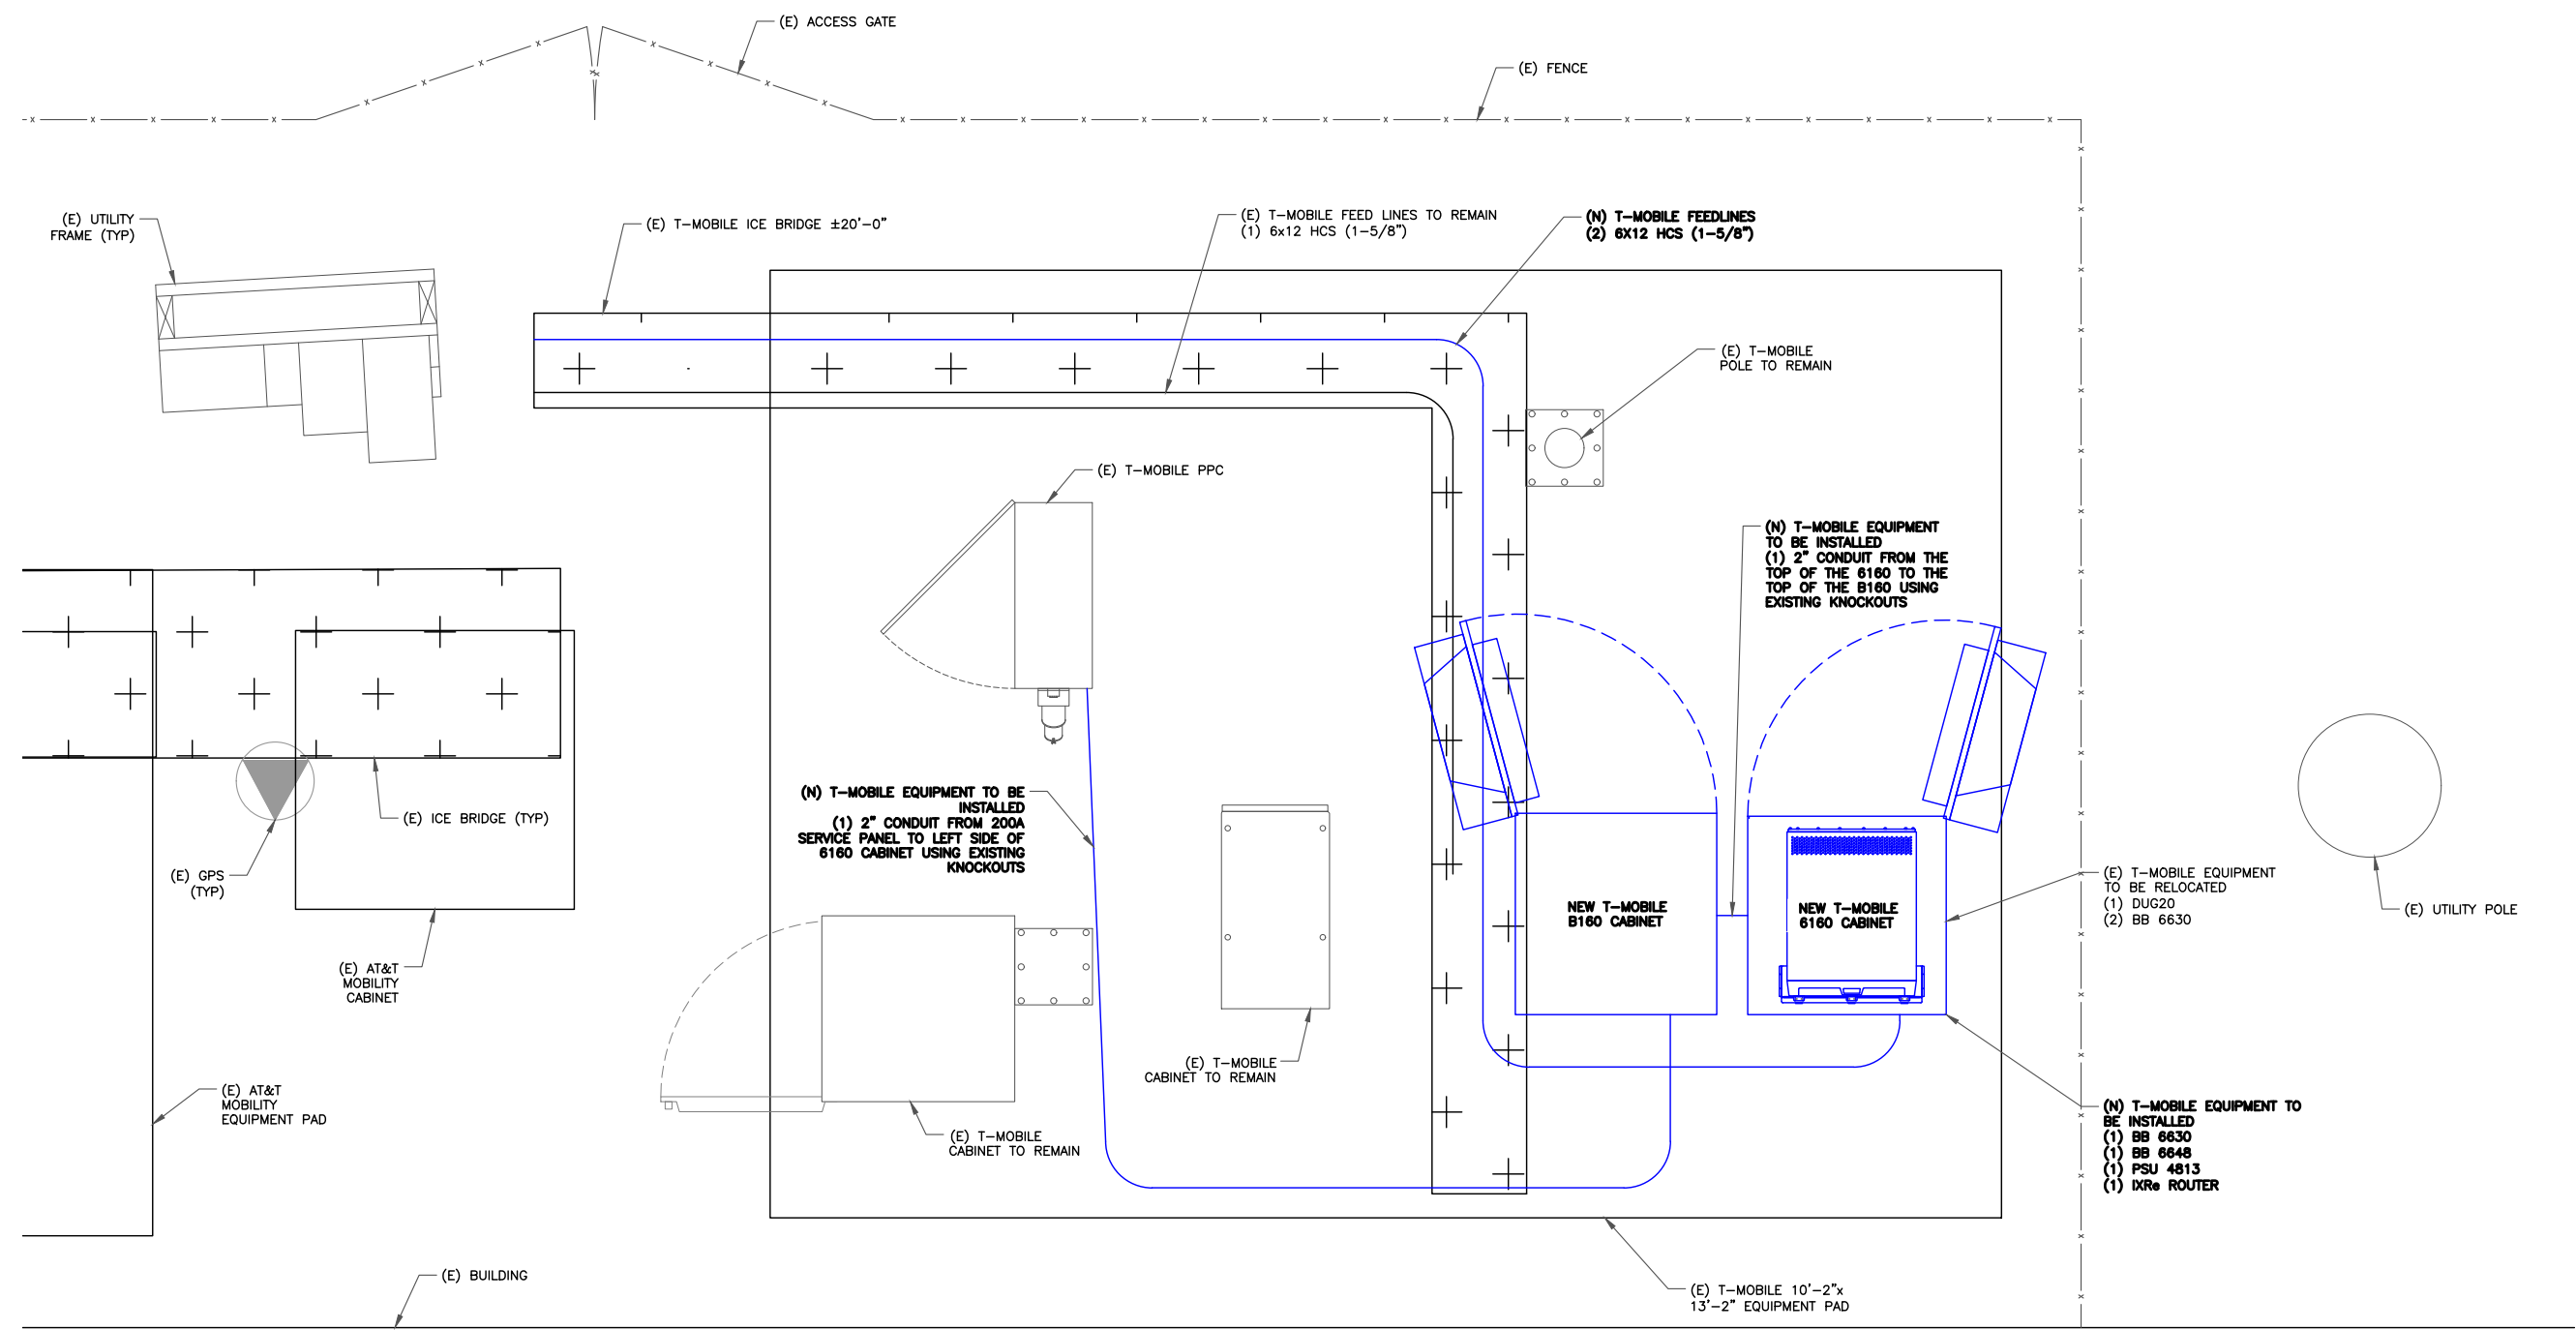 (E) ACCESS GATE
(E) FENCE
(E) UTILITY
FRAME (TYP)
(E) T-MOBILE ICE BRIDGE ±20'-0"
(E) T-MOBILE FEED LINES TO REMAIN
(1) 6x12 HCS (1-5/8")
(N) T-MOBILE FEEDLINES
(2) 6X12 HCS (1-5/8")
(E) T-MOBILE
POLE TO REMAIN
(E) T-MOBILE PPC
(N) T-MOBILE EQUIPMENT
TO BE INSTALLED
(1) 2" CONDUIT FROM THE
TOP OF THE 6160 TO THE
TOP OF THE B160 USING
EXISTING KNOCKOUTS
(N) T-MOBILE EQUIPMENT TO BE
INSTALLED
(1) 2" CONDUIT FROM 200A
SERVICE PANEL TO LEFT SIDE OF
6160 CABINET USING EXISTING
KNOCKOUTS
(E) ICE BRIDGE (TYP)
(E) GPS
(TYP)
(E) AT&T
MOBILITY
CABINET
NEW T-MOBILE
B160 CABINET
NEW T-MOBILE
6160 CABINET
(E) T-MOBILE EQUIPMENT
TO BE RELOCATED
(1) DUG20
(2) BB 6630
(E) UTILITY POLE
(E) T-MOBILE
CABINET TO REMAIN
(E) AT&T
MOBILITY
EQUIPMENT PAD
(E) T-MOBILE
CABINET TO REMAIN
(N) T-MOBILE EQUIPMENT TO
BE INSTALLED
(1) BB 6630
(1) BB 6648
(1) PSU 4813
(1) IXRe ROUTER
(E) BUILDING
(E) T-MOBILE 10'-2"x
13'-2" EQUIPMENT PAD